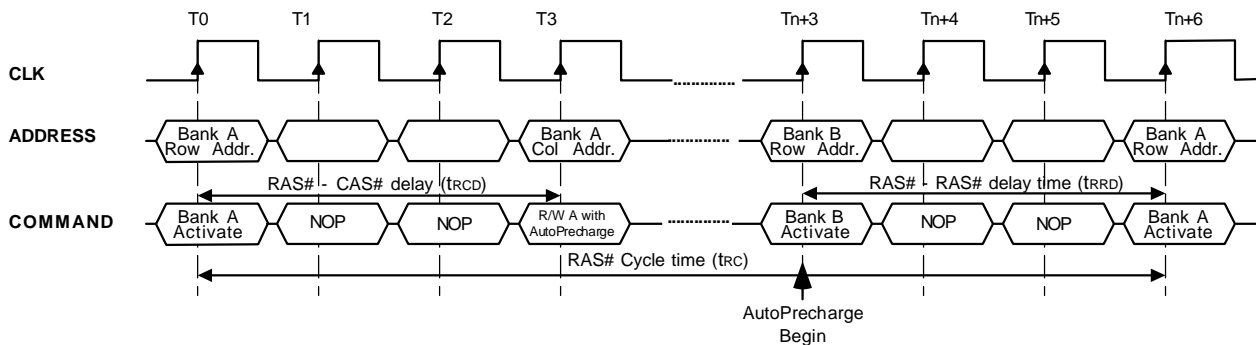 T0 T1 T2 T3 Tn+3 Tn+4 Tn+5 Tn+6
CLK
ADDRESS
Bank A
Row Addr.
Bank A
Col Addr.
Bank B
Row Addr.
Bank A
Row Addr.
RAS# - CAS# delay (tRCD)
RAS# - RAS# delay time (tRRD)
COMMAND
Bank A
Activate
NOP
NOP
R/W A with
AutoPrecharge
Bank B
Activate
NOP
NOP
Bank A
Activate
RAS# Cycle time (tRC)
AutoPrecharge
Begin